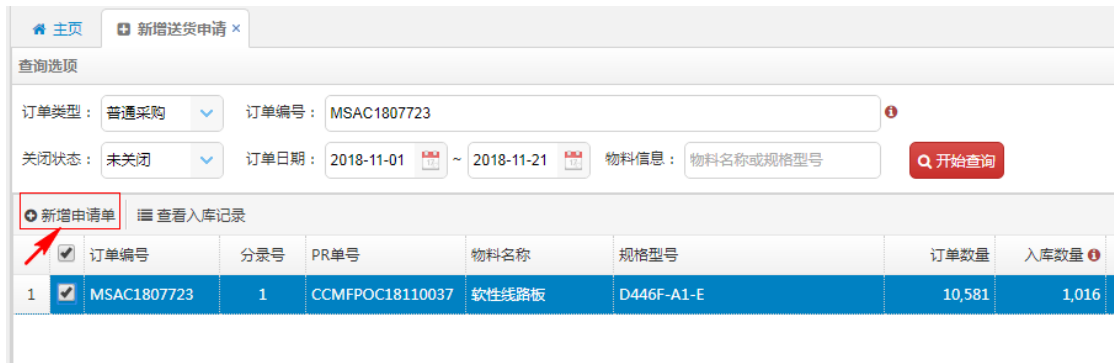 主页 新增送货申请 ×
查询选项
订单类型： 普通采购 订单编号： MSAC1807723
关闭状态： 未关闭 订单日期： 2018-11-01 ~ 2018-11-21 物料信息： 物料名称或规格型号 开始查询
新增申请单 查看入库记录
订单编号 分录号 PR单号 物料名称 规格型号 订单数量 入库数量
1 MSAC1807723 1 CCMFPOC18110037 软性线路板 D446F-A1-E 10,581 1,016